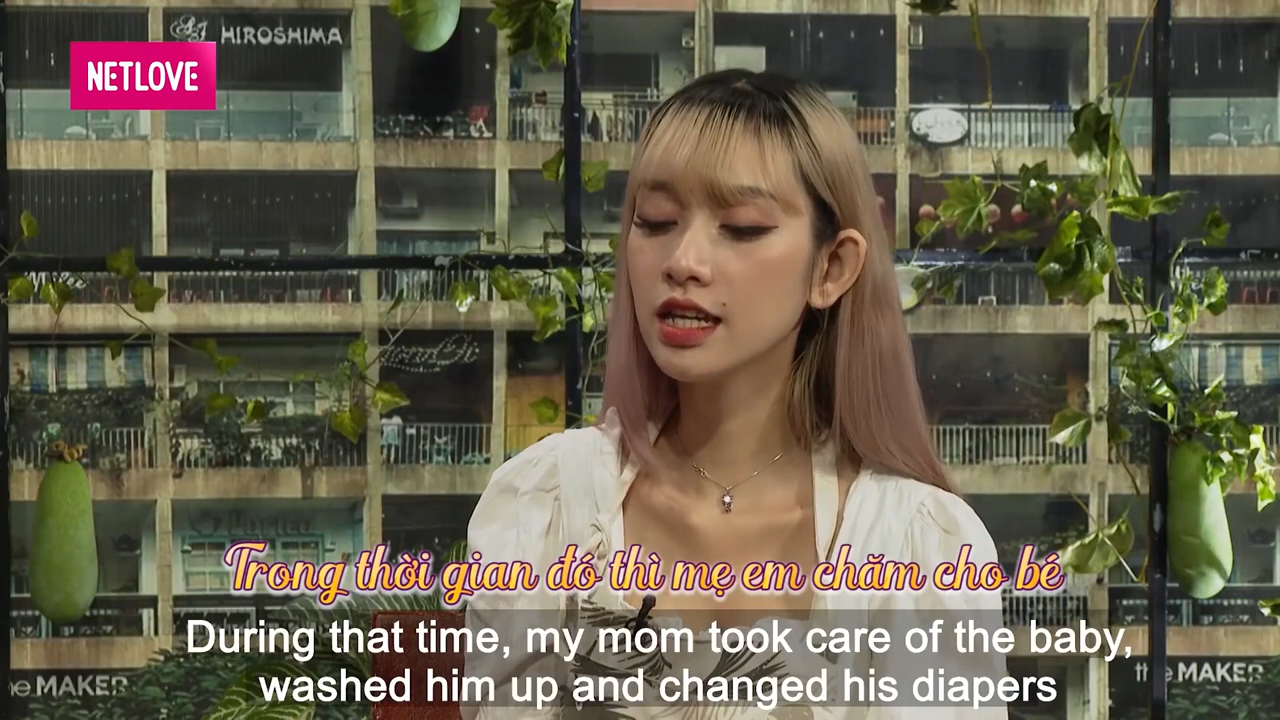 HIROSHIMA
NETLOVE
Trong thời gian đó thì mẹ em chăm cho bé
During that time, my mom took care of the baby,
washed him up and changed his diapers
he MAKER
the MAKER